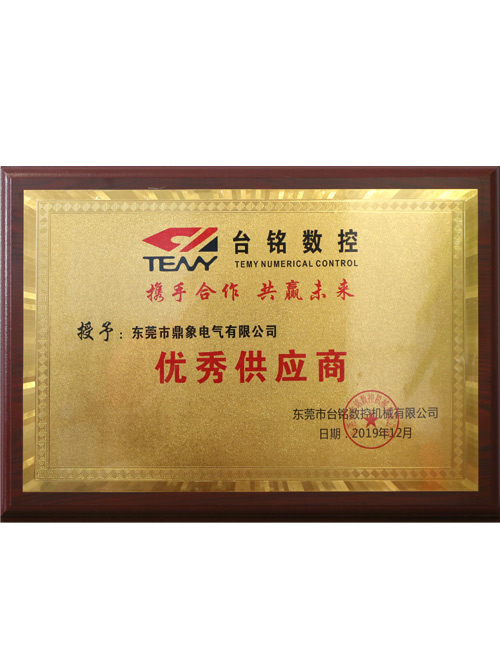 台铭数控
TEMY
TEMY NUMERICAL CONTROL
携手合作 共赢未来
授予：东莞市鼎象电气有限公司
优秀供应商
东莞市台铭数控机械有限公司
日期：2019年12月